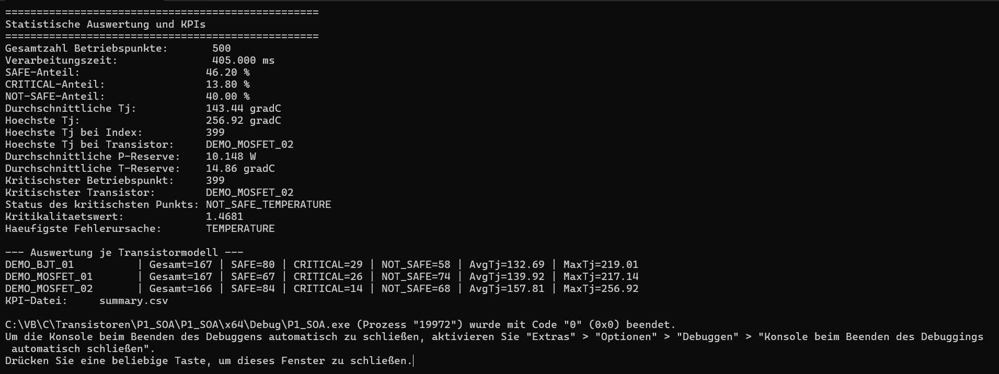 ==================================================
Statistische Auswertung und KPIs
==================================================
Gesamtzahl Betriebspunkte:       500
Verarbeitungszeit:               405.000 ms
SAFE-Anteil:                    46.20 %
CRITICAL-Anteil:                13.80 %
NOT-SAFE-Anteil:                40.00 %
Durchschnittliche Tj:           143.44 gradC
Hoechste Tj:                    256.92 gradC
Hoechste Tj bei Index:          399
Hoechste Tj bei Transistor:     DEMO_MOSFET_02
Durchschnittliche P-Reserve:    10.148 W
Durchschnittliche T-Reserve:    14.86 gradC
Kritischster Betriebspunkt:     399
Kritischster Transistor:        DEMO_MOSFET_02
Status des kritischsten Punkts: NOT_SAFE_TEMPERATURE
Kritikalitaetswert:             1.4681
Haeufigste Fehlerursache:       TEMPERATURE
--- Auswertung je Transistormodell ---
DEMO_BJT_01          | Gesamt=167 | SAFE=80 | CRITICAL=29 | NOT_SAFE=58 | AvgTj=132.69 | MaxTj=219.01
DEMO_MOSFET_01       | Gesamt=167 | SAFE=67 | CRITICAL=26 | NOT_SAFE=74 | AvgTj=139.92 | MaxTj=217.14
DEMO_MOSFET_02       | Gesamt=166 | SAFE=84 | CRITICAL=14 | NOT_SAFE=68 | AvgTj=157.81 | MaxTj=256.92
KPI-Datei:     summary.csv
C:\VB\C\Transistoren\P1_SOA\P1_SOA\x64\Debug\P1_SOA.exe (Prozess "19972") wurde mit Code "0" (0x0) beendet.
Um die Konsole beim Beenden des Debuggens automatisch zu schließen, aktivieren Sie "Extras" > "Optionen" > "Debuggen" > "Konsole beim Beenden des Debuggings
 automatisch schließen".
Drücken Sie eine beliebige Taste, um dieses Fenster zu schließen.